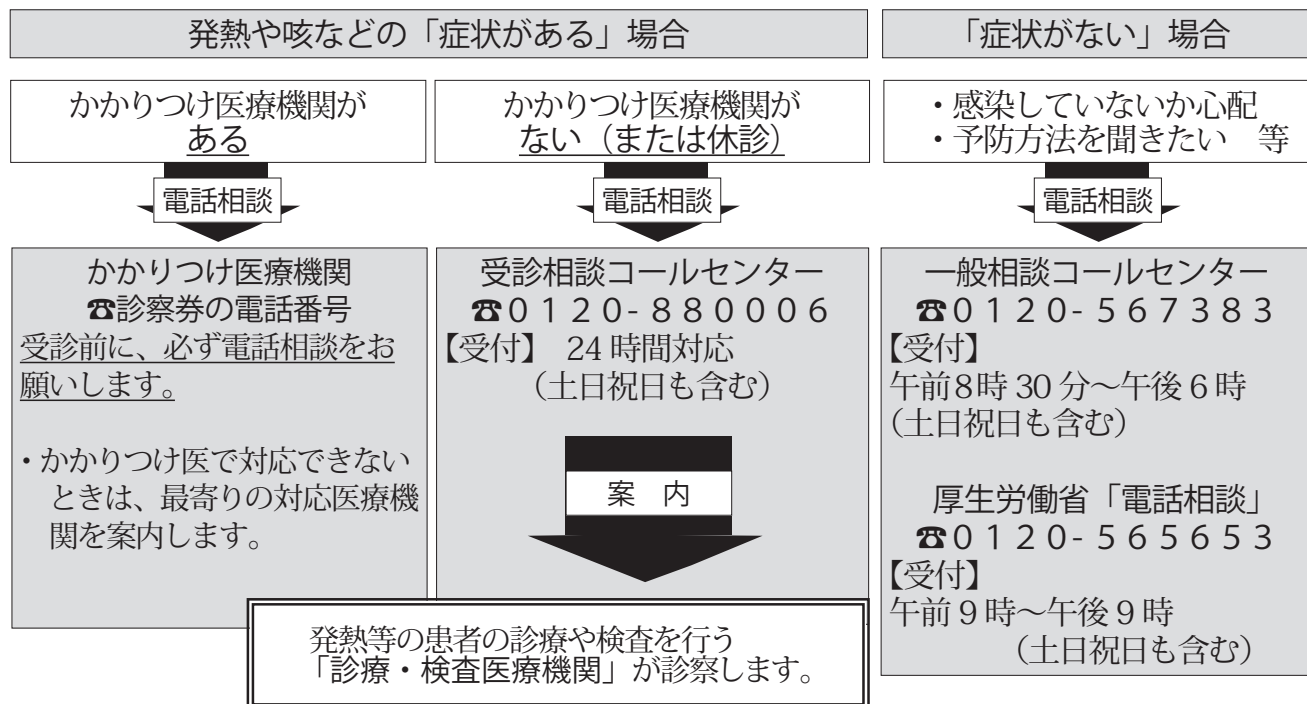 発熱や咳などの「症状がある」場合
かかりつけ医療機関が
ある
電話相談
かかりつけ医療機関
☎診察券の電話番号
受診前に、必ず電話相談をお
願いします。
・かかりつけ医で対応できない
ときは、最寄りの対応医療機
関を案内します。
かかりつけ医療機関が
ない（または休診）
電話相談
受診相談コールセンター
☎0120-880006
【受付】 24時間対応
（土日祝日も含む）
案 内
発熱等の患者の診療や検査を行う
「診療・検査医療機関」が診察します。
「症状がない」場合
・感染していないか心配
・予防方法を聞きたい 等
電話相談
一般相談コールセンター
☎0120-567383
【受付】
午前8時30分～午後6時
（土日祝日も含む）
厚生労働省「電話相談」
☎0120-565653
【受付】
午前9時～午後9時
（土日祝日も含む）